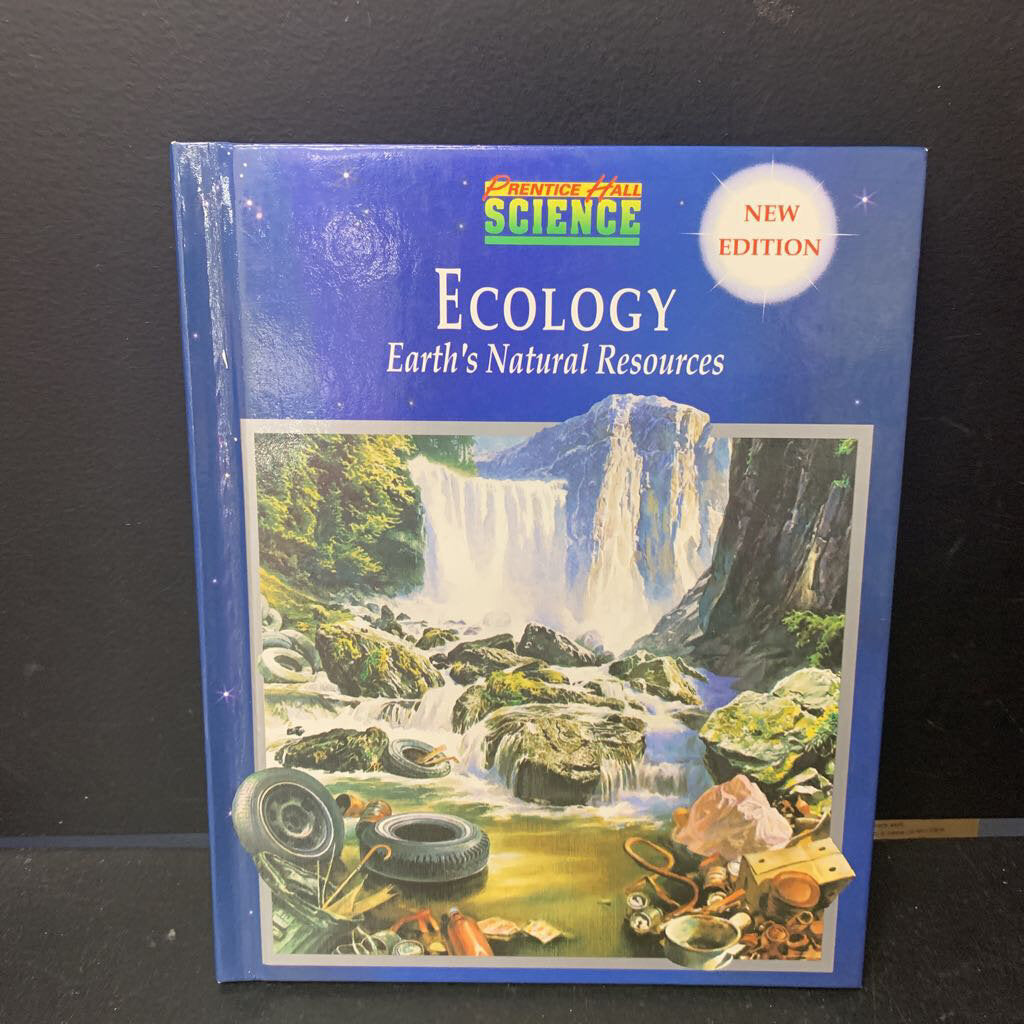 PRENTICE HALL
SCIENCE
NEW
EDITION
ECOLOGY
Earth's Natural Resources